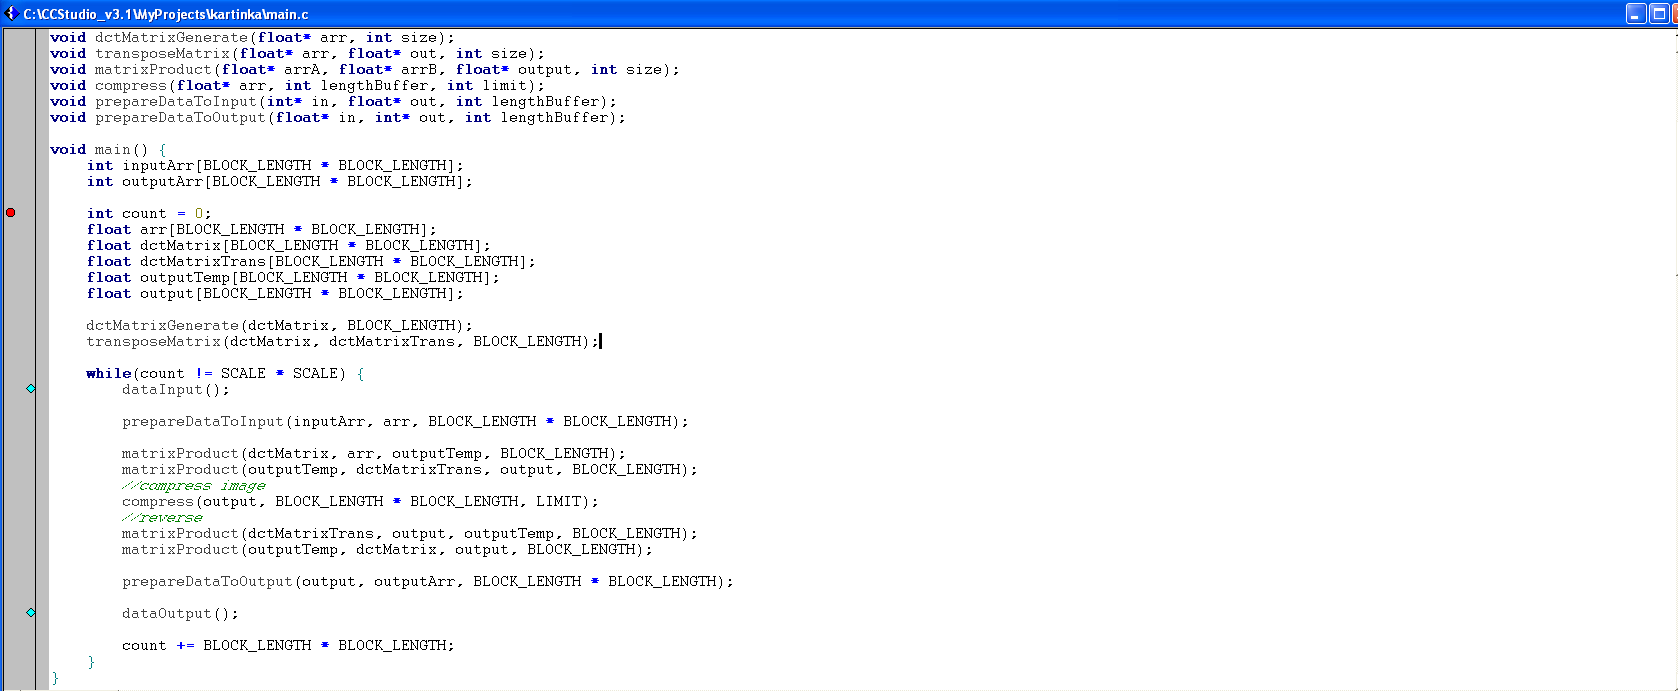 C:\CCStudio_v3.1\MyProjects\kartinka\main.c
void dctMatrixGenerate(float* arr, int size);
void transposeMatrix(float* arr, float* out, int size);
void matrixProduct(float* arrA, float* arrB, float* output, int size);
void compress(float* arr, int lengthBuffer, int limit);
void prepareDataToInput(int* in, float* out, int lengthBuffer);
void prepareDataToOutput(float* in, int* out, int lengthBuffer);
void main() {
int inputArr[BLOCK_LENGTH * BLOCK_LENGTH];
int outputArr[BLOCK_LENGTH * BLOCK_LENGTH];
int count = 0;
float arr[BLOCK_LENGTH * BLOCK_LENGTH];
float dctMatrix[BLOCK_LENGTH * BLOCK_LENGTH];
float dctMatrixTrans[BLOCK_LENGTH * BLOCK_LENGTH];
float outputTemp[BLOCK_LENGTH * BLOCK_LENGTH];
float output[BLOCK_LENGTH * BLOCK_LENGTH];
dctMatrixGenerate(dctMatrix, BLOCK_LENGTH);
transposeMatrix(dctMatrix, dctMatrixTrans, BLOCK_LENGTH);
while(count != SCALE * SCALE) {
dataInput();
prepareDataToInput(inputArr, arr, BLOCK_LENGTH * BLOCK_LENGTH);
matrixProduct(dctMatrix, arr, outputTemp, BLOCK_LENGTH);
matrixProduct(outputTemp, dctMatrixTrans, output, BLOCK_LENGTH);
//compress image
compress(output, BLOCK_LENGTH * BLOCK_LENGTH, LIMIT);
//reverse
matrixProduct(dctMatrixTrans, output, outputTemp, BLOCK_LENGTH);
matrixProduct(outputTemp, dctMatrix, output, BLOCK_LENGTH);
prepareDataToOutput(output, outputArr, BLOCK_LENGTH * BLOCK_LENGTH);
dataOutput();
count += BLOCK_LENGTH * BLOCK_LENGTH;
}
}